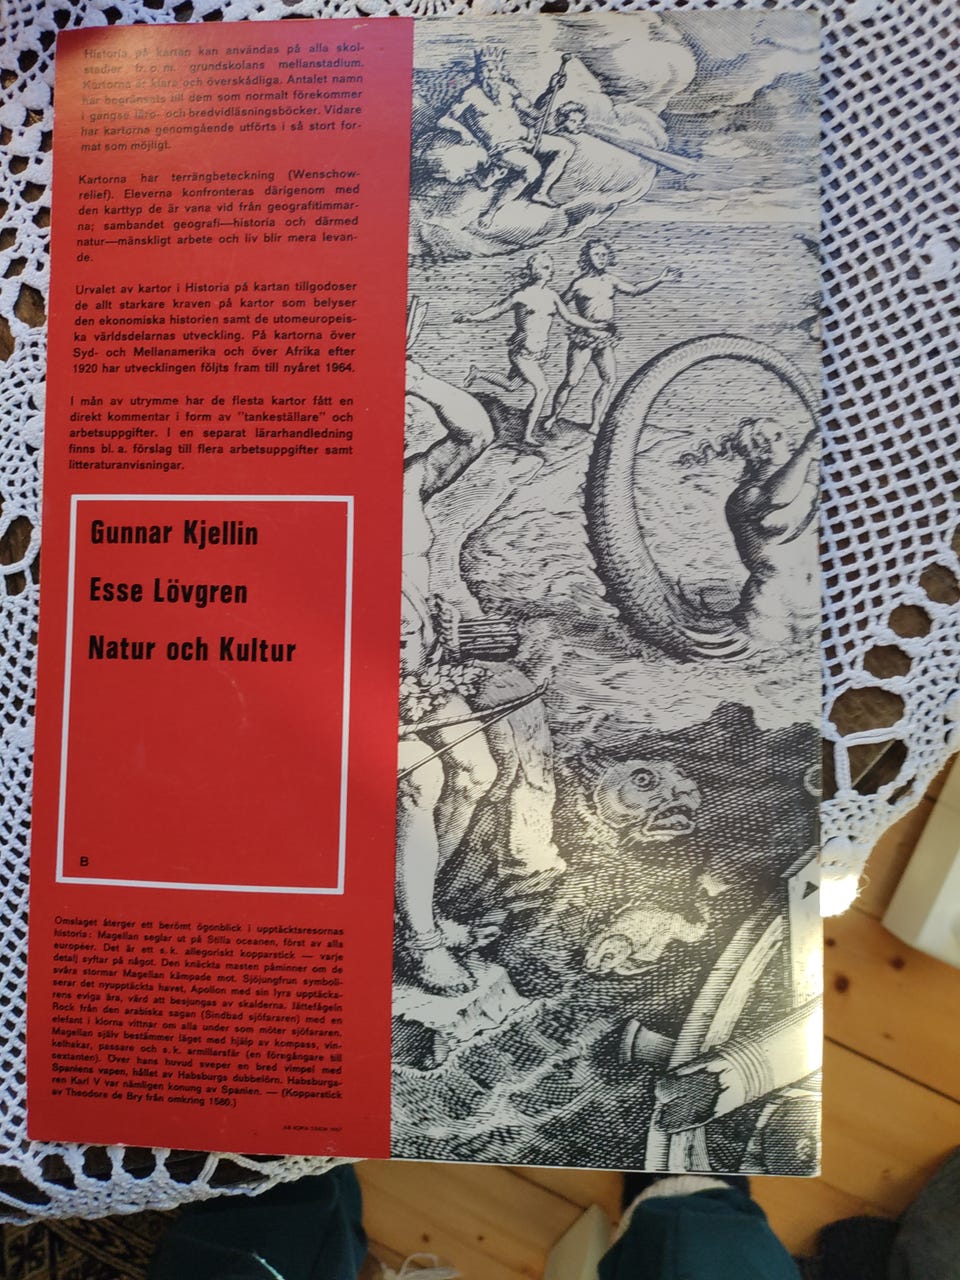 Historia på kartan kan användas på alla skol-
stadier fr.o.m. grundskolans mellanstadium.
Kartorna är klara och överskådliga. Antalet namn
har begränsats till dem som normalt förekommer
i gängse läro- och bredvidläsningsböcker. Vidare
har kartorna genomgående utförts i så stort for-
mat som möjligt.
Kartorna har terrängbeteckning (Wenschow-
relief). Eleverna konfronteras därigenom med
den karttyp de är vana vid från geografitimmar-
na; sambandet geografi—historia och därmed
natur—mänskligt arbete och liv blir mera levan-
de.
Urvalet av kartor i Historia på kartan tillgodoser
de allt starkare kraven på kartor som belyser
den ekonomiska historien samt de utomeuropeis-
ka världsdelarnas utveckling. På kartorna över
Syd- och Mellanamerika och över Afrika efter
1920 har utvecklingen följts fram till nyåret 1964.
I mån av utrymme har de flesta kartor fått en
direkt kommentar i form av "tankeställare" och
arbetsuppgifter. I en separat lärarhandledning
finns bl. a. förslag till flera arbetsuppgifter samt
litteraturanvisningar.
Gunnar Kjellin
Esse Lövgren
Natur och Kultur
B
Omslaget återger ett berömt ögonblick i upptäcktsresornas
historia: Magellan seglar ut på Stilla oceanen, först av alla
européer. Det är ett s. k. allegoriskt kopparstick — varje
detalj syftar på något. Den knäckta masten påminner om de
svåra stormar Magellan kämpade mot. Sjöjungfrun symboli-
serar det nyupptäckta havet, Apollon med sin lyra upptäcka-
rens eviga ära, värd att besjungas av skalderna. Jättefågeln
Rock från den arabiska sagan (Sindbad sjöfararen) med en
elefant i klorna vittnar om alla under som möter sjöfararen.
Magellan själv bestämmer läget med hjälp av kompass, vin-
kelhakar, passare och s. k. armillarsfär (en föregångare till
sextanten). Över hans huvud sveper en bred vimpel med
Spaniens vapen, hållet av Habsburgs dubbelörn. Habsburga-
ren Karl V var nämligen konung av Spanien. — (Kopparstick
av Theodore de Bry från omkring 1580.)